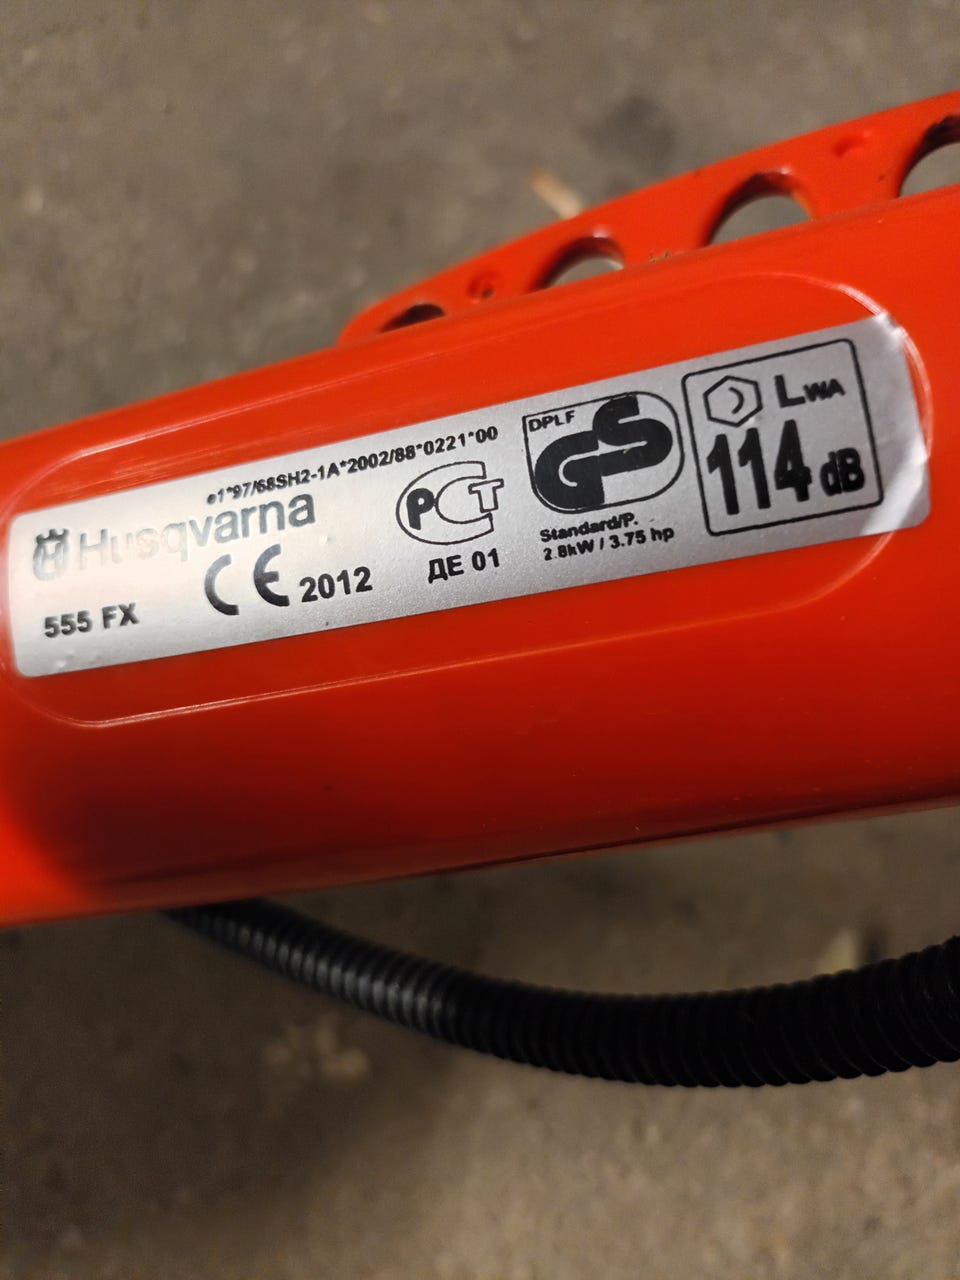 e1*97/68SH2-1A*2002/88*0221*00
Husqvarna
555 FX
CE 2012
РСТ
ДЕ 01
DPLF
GS
Standard/P.
2.8kW / 3.75 hp
LWA
114 dB